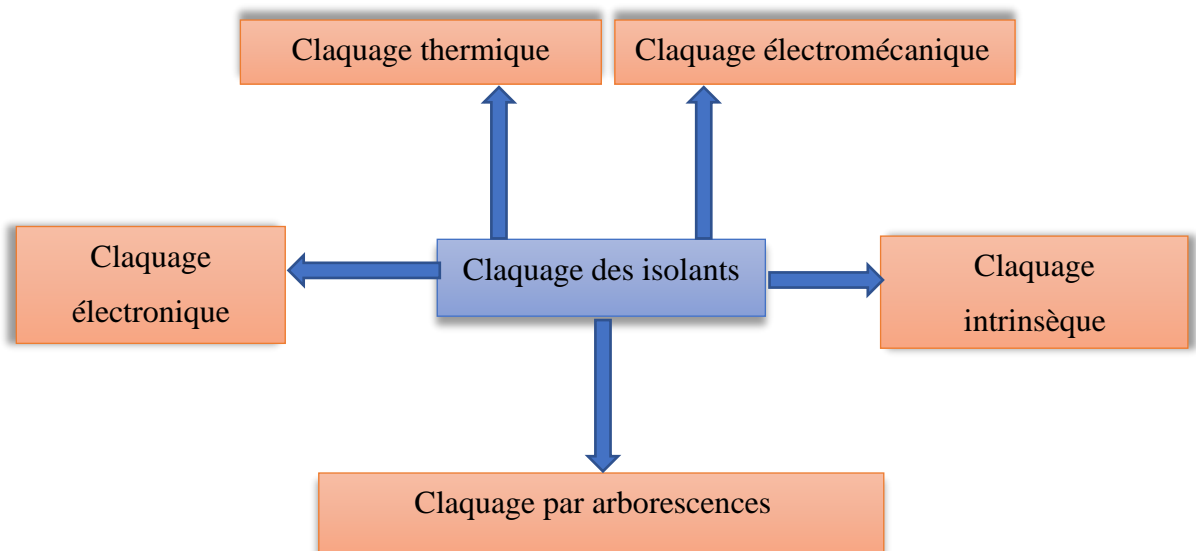 Claquage thermique
Claquage électromécanique
Claquage
électronique
Claquage des isolants
Claquage
intrinsèque
Claquage par arborescences